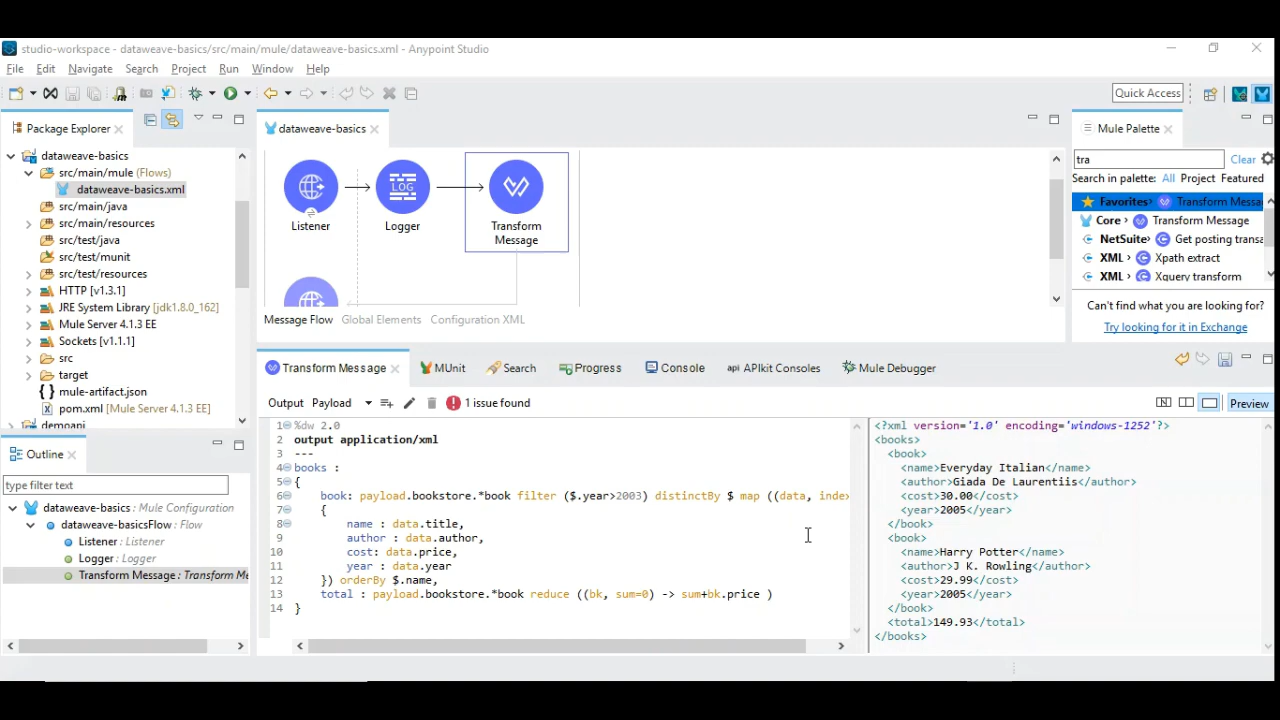 studio-workspace - dataweave-basics/src/main/mule/dataweave-basics.xml - Anypoint Studio
File Edit Navigate Search Project Run Window Help
Quick Access
Package Explorer
dataweave-basics
src/main/mule (Flows)
dataweave-basics.xml
src/main/java
src/main/resources
src/test/java
src/test/munit
src/test/resources
HTTP [v1.3.1]
JRE System Library [jdk1.8.0_162]
Mule Server 4.1.3 EE
Sockets [v1.1.1]
src
target
mule-artifact.json
pom.xml [Mule Server 4.1.3 EE]
demoapi
Outline
type filter text
dataweave-basics : Mule Configuration
dataweave-basicsFlow : Flow
Listener : Listener
Logger : Logger
Transform Message : Transform Me
dataweave-basics
LOG
Listener
Logger
Transform
Message
Message Flow Global Elements Configuration XML
Mule Palette
tra
Clear
Search in palette: All Project Featured
Favorites> Transform Messa
Core > Transform Message
NetSuite> Get posting transa
XML > Xpath extract
XML > Xquery transform
Can't find what you are looking for?
Try looking for it in Exchange
Transform Message MUnit Search Progress Console api APIkit Consoles Mule Debugger
Output Payload 1 issue found
Preview
1 %dw 2.0
2 output application/xml
3 ---
4 books :
5 {
6 book: payload.bookstore.*book filter ($.year>2003) distinctBy $ map ((data, index
7 {
8 name : data.title,
9 author : data.author,
10 cost: data.price,
11 year : data.year
12 }) orderBy $.name,
13 total : payload.bookstore.*book reduce ((bk, sum=0) -> sum+bk.price )
14 }
<?xml version='1.0' encoding='windows-1252'?>
<books>
<book>
<name>Everyday Italian</name>
<author>Giada De Laurentiis</author>
<cost>30.00</cost>
<year>2005</year>
</book>
<book>
<name>Harry Potter</name>
<author>J K. Rowling</author>
<cost>29.99</cost>
<year>2005</year>
</book>
<total>149.93</total>
</books>